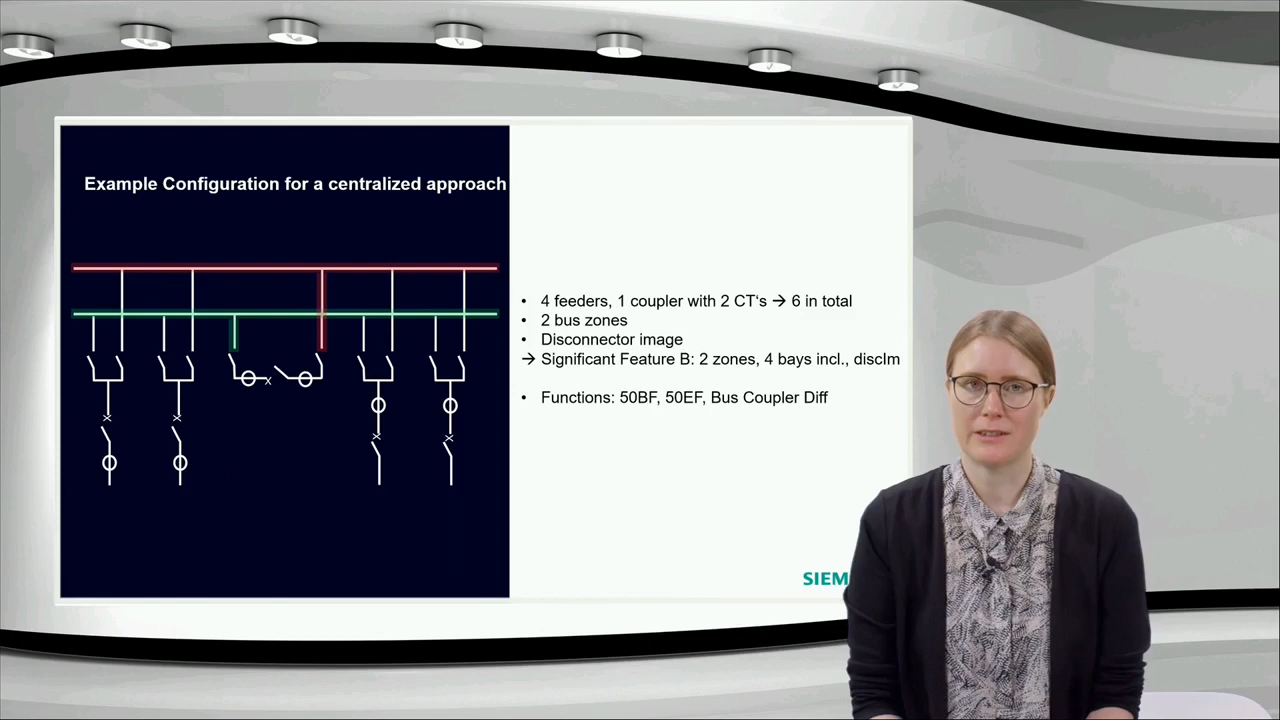 Example Configuration for a centralized approach
• 4 feeders, 1 coupler with 2 CT's → 6 in total
• 2 bus zones
• Disconnector image
→ Significant Feature B: 2 zones, 4 bays incl., discIm
• Functions: 50BF, 50EF, Bus Coupler Diff
SIEM